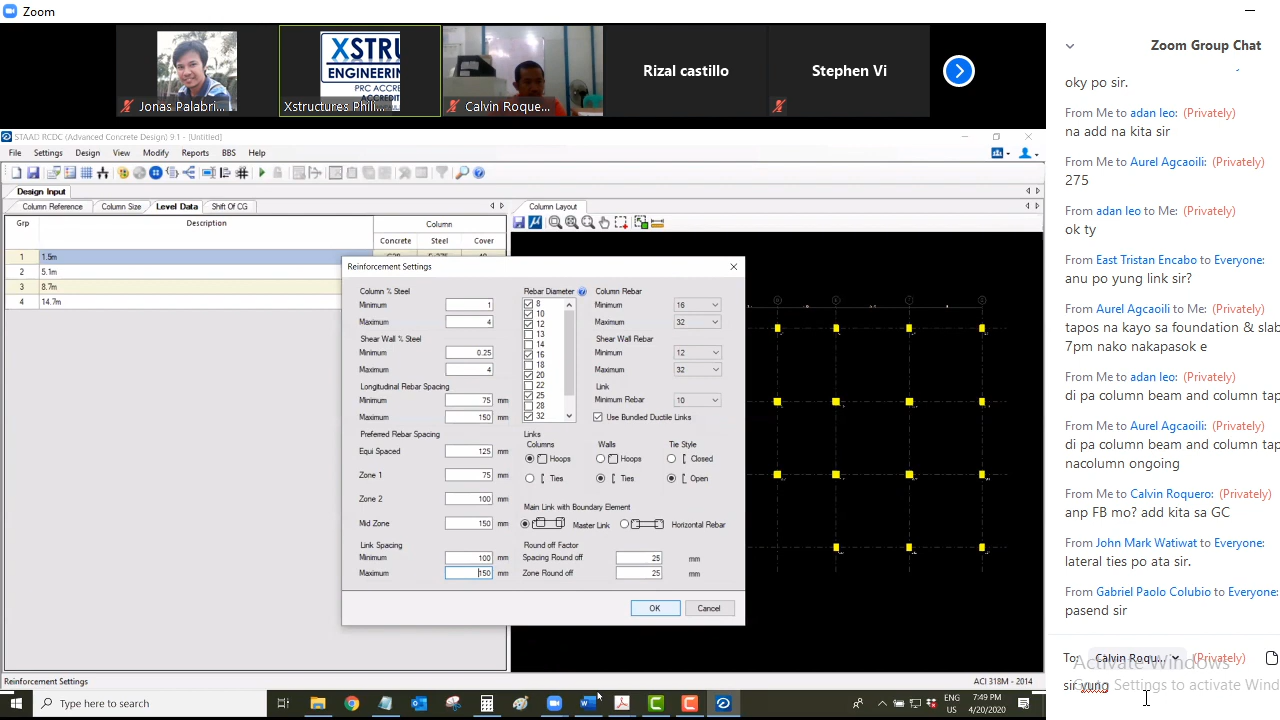 Zoom
XSTRU
ENGINEERIN
PRC ACCRE
Jonas Palabri...
Xstructures Phili...
Calvin Roque...
Rizal castillo
Stephen Vi
Zoom Group Chat
STAAD RCDC (Advanced Concrete Design) 9.1 - [Untitled]
File Settings Design View Modify Reports BBS Help
Design Input
Column Reference Column Size Level Data Shift Of CG
Column Layout
Grp Description Column
Concrete Steel Cover
1 1.5m
2 5.1m
3 8.7m
4 14.7m
Reinforcement Settings
Column % Steel
Minimum 1
Maximum 4
Shear Wall % Steel
Minimum 0.25
Maximum 4
Longitudinal Rebar Spacing
Minimum 75 mm
Maximum 150 mm
Preferred Rebar Spacing
Equi Spaced 125 mm
Zone 1 75 mm
Zone 2 100 mm
Mid Zone 150 mm
Link Spacing
Minimum 100 mm
Maximum 150 mm
Rebar Diameter
8
10
12
13
14
16
18
20
22
25
28
32
Column Rebar
Minimum 16
Maximum 32
Shear Wall Rebar
Minimum 12
Maximum 32
Link
Minimum Rebar 10
Use Bundled Ductile Links
Links
Columns Walls Tie Style
Hoops Hoops Closed
Ties Ties Open
Main Link with Boundary Element
Master Link Horizontal Rebar
Round off Factor
Spacing Round off 25 mm
Zone Round off 25 mm
OK Cancel
Reinforcement Settings
ACI 318M - 2014
Type here to search
ENG
US
7:49 PM
4/20/2020
oky po sir.
From Me to adan leo: (Privately)
na add na kita sir
From Me to Aurel Agcaoili: (Privately)
275
From adan leo to Me: (Privately)
ok ty
From East Tristan Encabo to Everyone:
anu po yung link sir?
From Aurel Agcaoili to Me: (Privately)
tapos na kayo sa foundation & slab
7pm nako nakapasok e
From Me to adan leo: (Privately)
di pa column beam and column tap
From Me to Aurel Agcaoili: (Privately)
di pa column beam and column tap
nacolumn ongoing
From Me to Calvin Roquero: (Privately)
anp FB mo? add kita sa GC
From John Mark Watiwat to Everyone:
lateral ties po ata sir.
From Gabriel Paolo Colubio to Everyone:
pasend sir
To: Calvin Roqu... (Privately)
Activate Windows
Go to Settings to activate Wind
sir yung